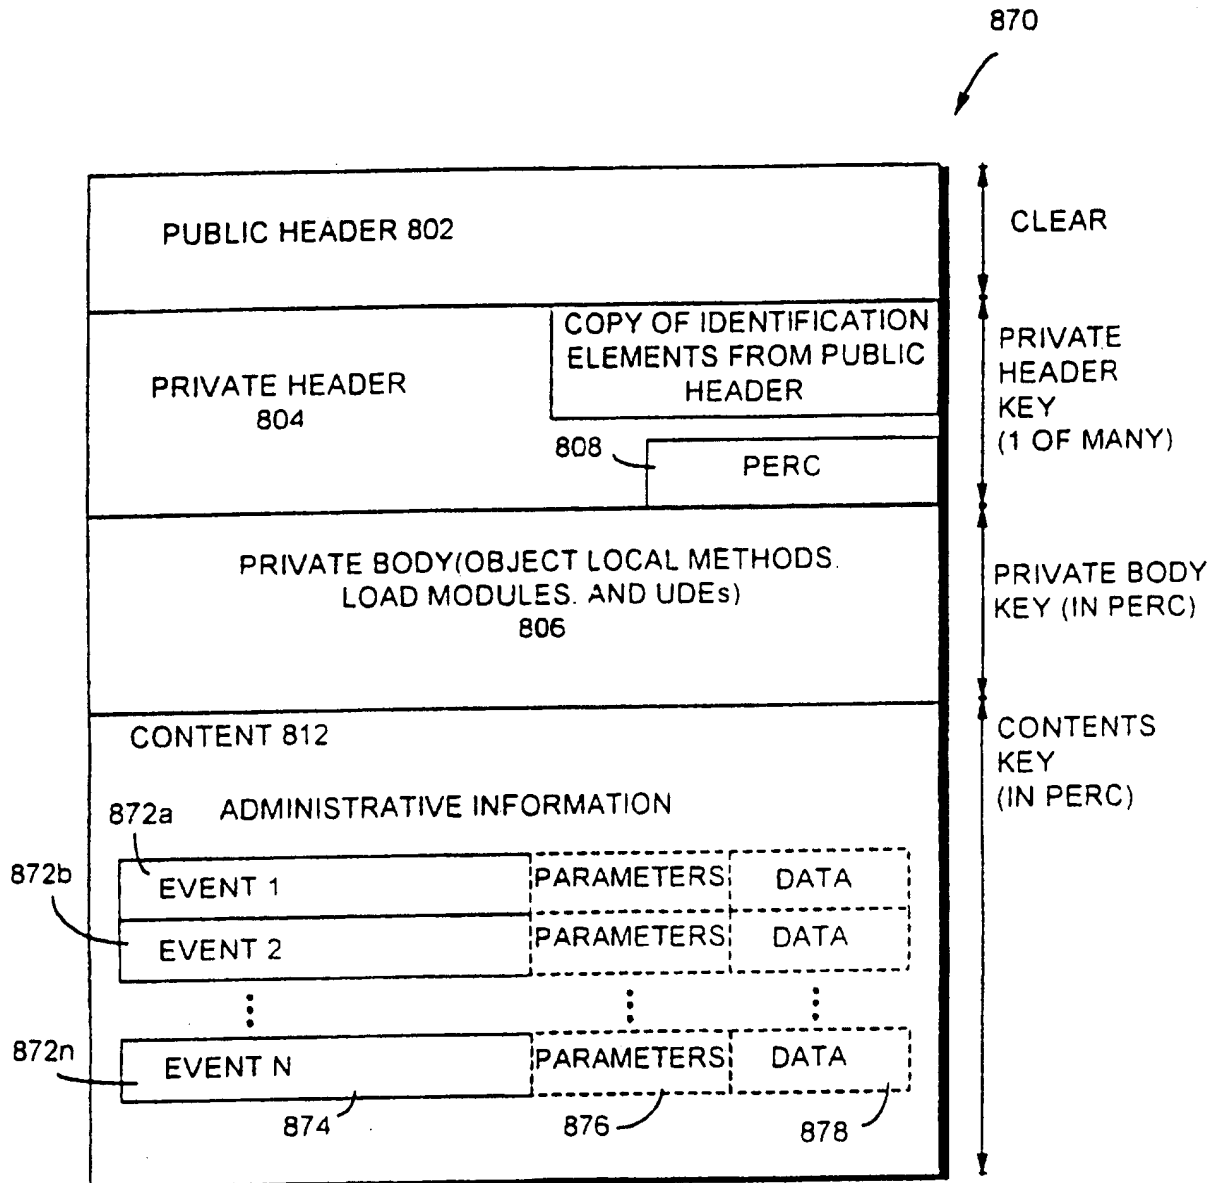 870
PUBLIC HEADER 802
CLEAR
PRIVATE HEADER
804
COPY OF IDENTIFICATION
ELEMENTS FROM PUBLIC
HEADER
808
PERC
PRIVATE
HEADER
KEY
(1 OF MANY)
PRIVATE BODY(OBJECT LOCAL METHODS.
LOAD MODULES. AND UDEs)
806
PRIVATE BODY
KEY (IN PERC)
CONTENT 812
CONTENTS
KEY
(IN PERC)
ADMINISTRATIVE INFORMATION
872a
EVENT 1
PARAMETERS
DATA
872b
EVENT 2
PARAMETERS
DATA
872n
EVENT N
PARAMETERS
DATA
874
876
878